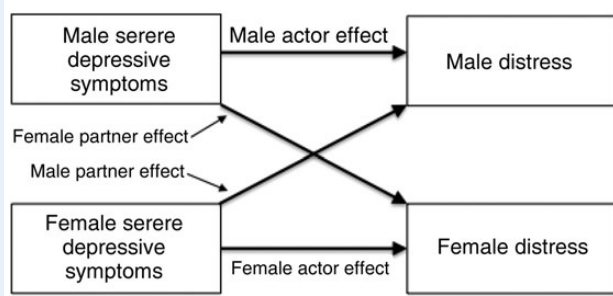 Male serere
depressive
symptoms
Male actor effect
Male distress
Female partner effect
Male partner effect
Female serere
depressive
symptoms
Female actor effect
Female distress